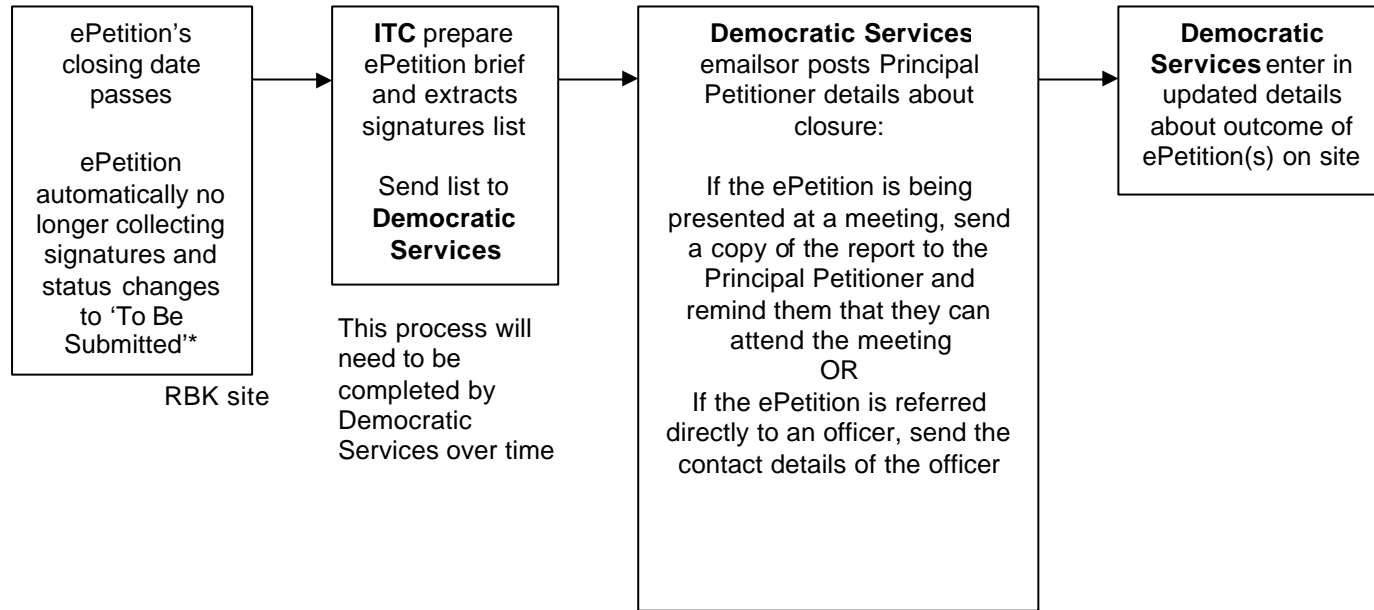 ePetition's
closing date
passes
ePetition
automatically no
longer collecting
signatures and
status changes
to ‘To Be
Submitted’*
RBK site
ITC prepare
ePetition brief
and extracts
signatures list
Send list to
Democratic
Services
This process will
need to be
completed by
Democratic
Services over time
Democratic Services
emailsor posts Principal
Petitioner details about
closure:
If the ePetition is being
presented at a meeting, send
a copy of the report to the
Principal Petitioner and
remind them that they can
attend the meeting
OR
If the ePetition is referred
directly to an officer, send the
contact details of the officer
Democratic
Services enter in
updated details
about outcome of
ePetition(s) on site